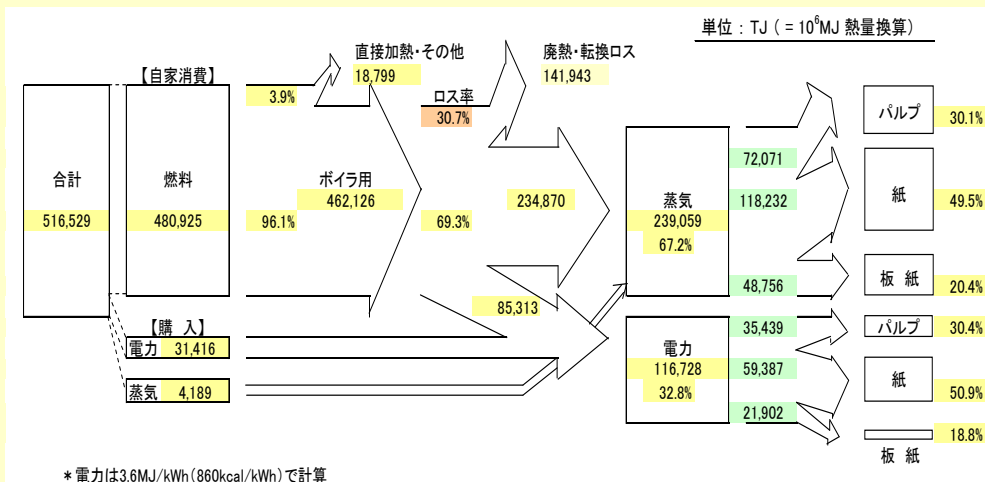 単位：TJ（＝10⁶MJ 熱量換算）
直接加熱・その他
18,799
廃熱・転換ロス
141,943
【自家消費】
3.9%
ロス率
30.7%
合計
516,529
燃料
480,925
96.1%
ボイラ用
462,126
69.3%
234,870
85,313
蒸気
239,059
67.2%
72,071
118,232
48,756
パルプ
30.1%
紙
49.5%
板 紙
20.4%
【購 入】
電力 31,416
蒸気 4,189
電力
116,728
32.8%
35,439
59,387
21,902
パルプ
30.4%
紙
50.9%
18.8%
板 紙
＊電力は3.6MJ/kWh(860kcal/kWh)で計算